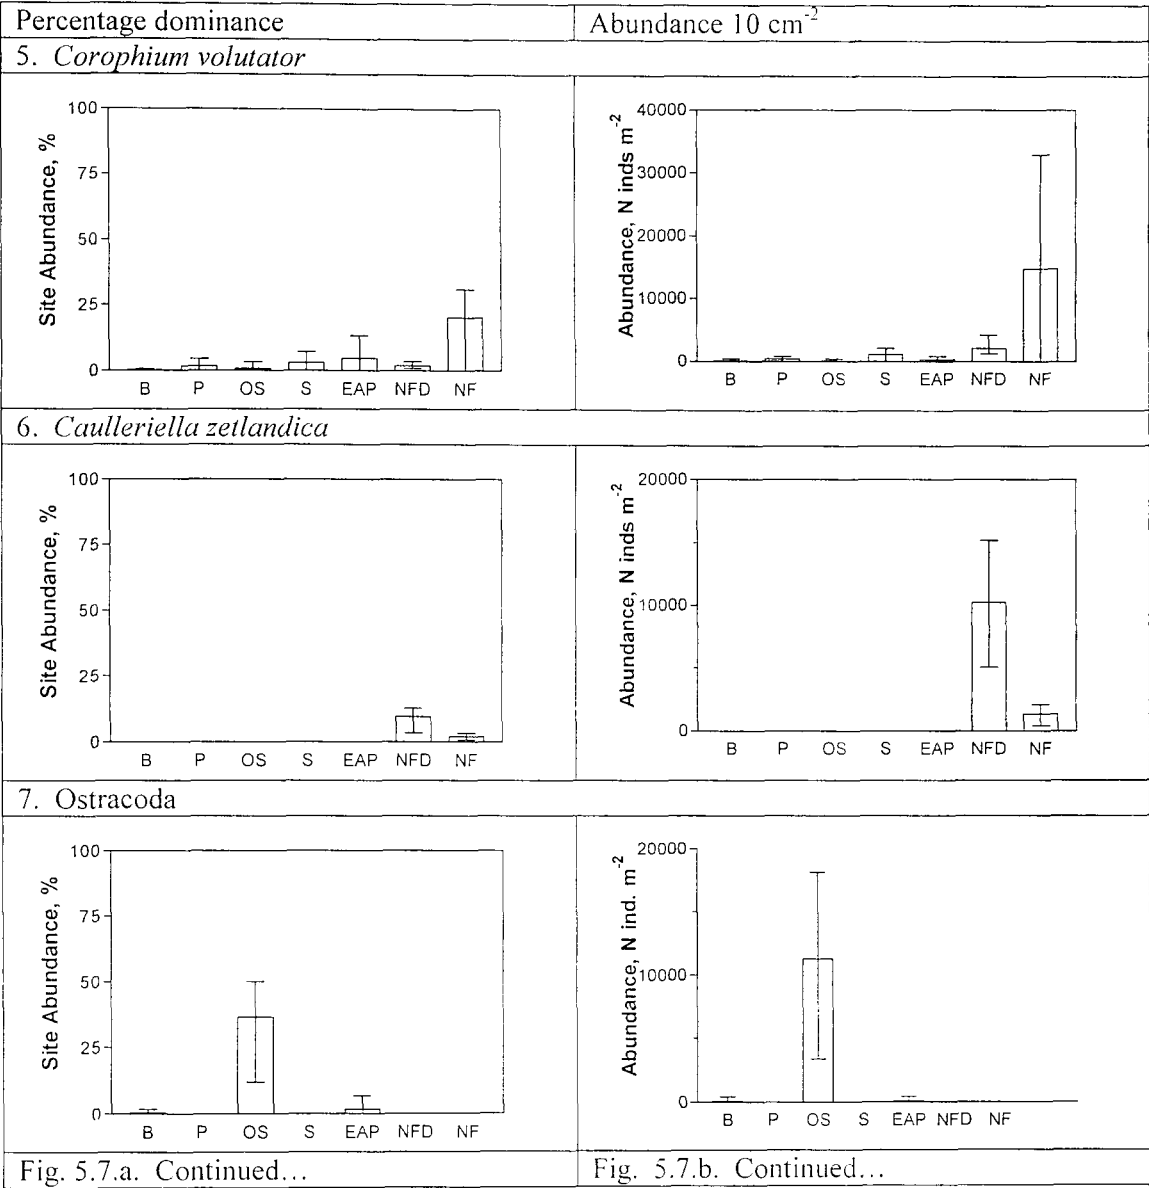 Percentage dominance
Abundance 10 cm⁻²
5. Corophium volutator
Site Abundance, %
100
75
50
25
0
B P OS S EAP NFD NF
Abundance, N inds m⁻²
40000
30000
20000
10000
0
B P OS S EAP NFD NF
6. Caulleriella zetlandica
Site Abundance, %
100
75
50
25
0
B P OS S EAP NFD NF
Abundance, N inds m⁻²
20000
10000
0
B P OS S EAP NFD NF
7. Ostracoda
Site Abundance, %
100
75
50
25
0
B P OS S EAP NFD NF
Abundance, N ind. m⁻²
20000
10000
0
B P OS S EAP NFD NF
Fig. 5.7.a. Continued...
Fig. 5.7.b. Continued...